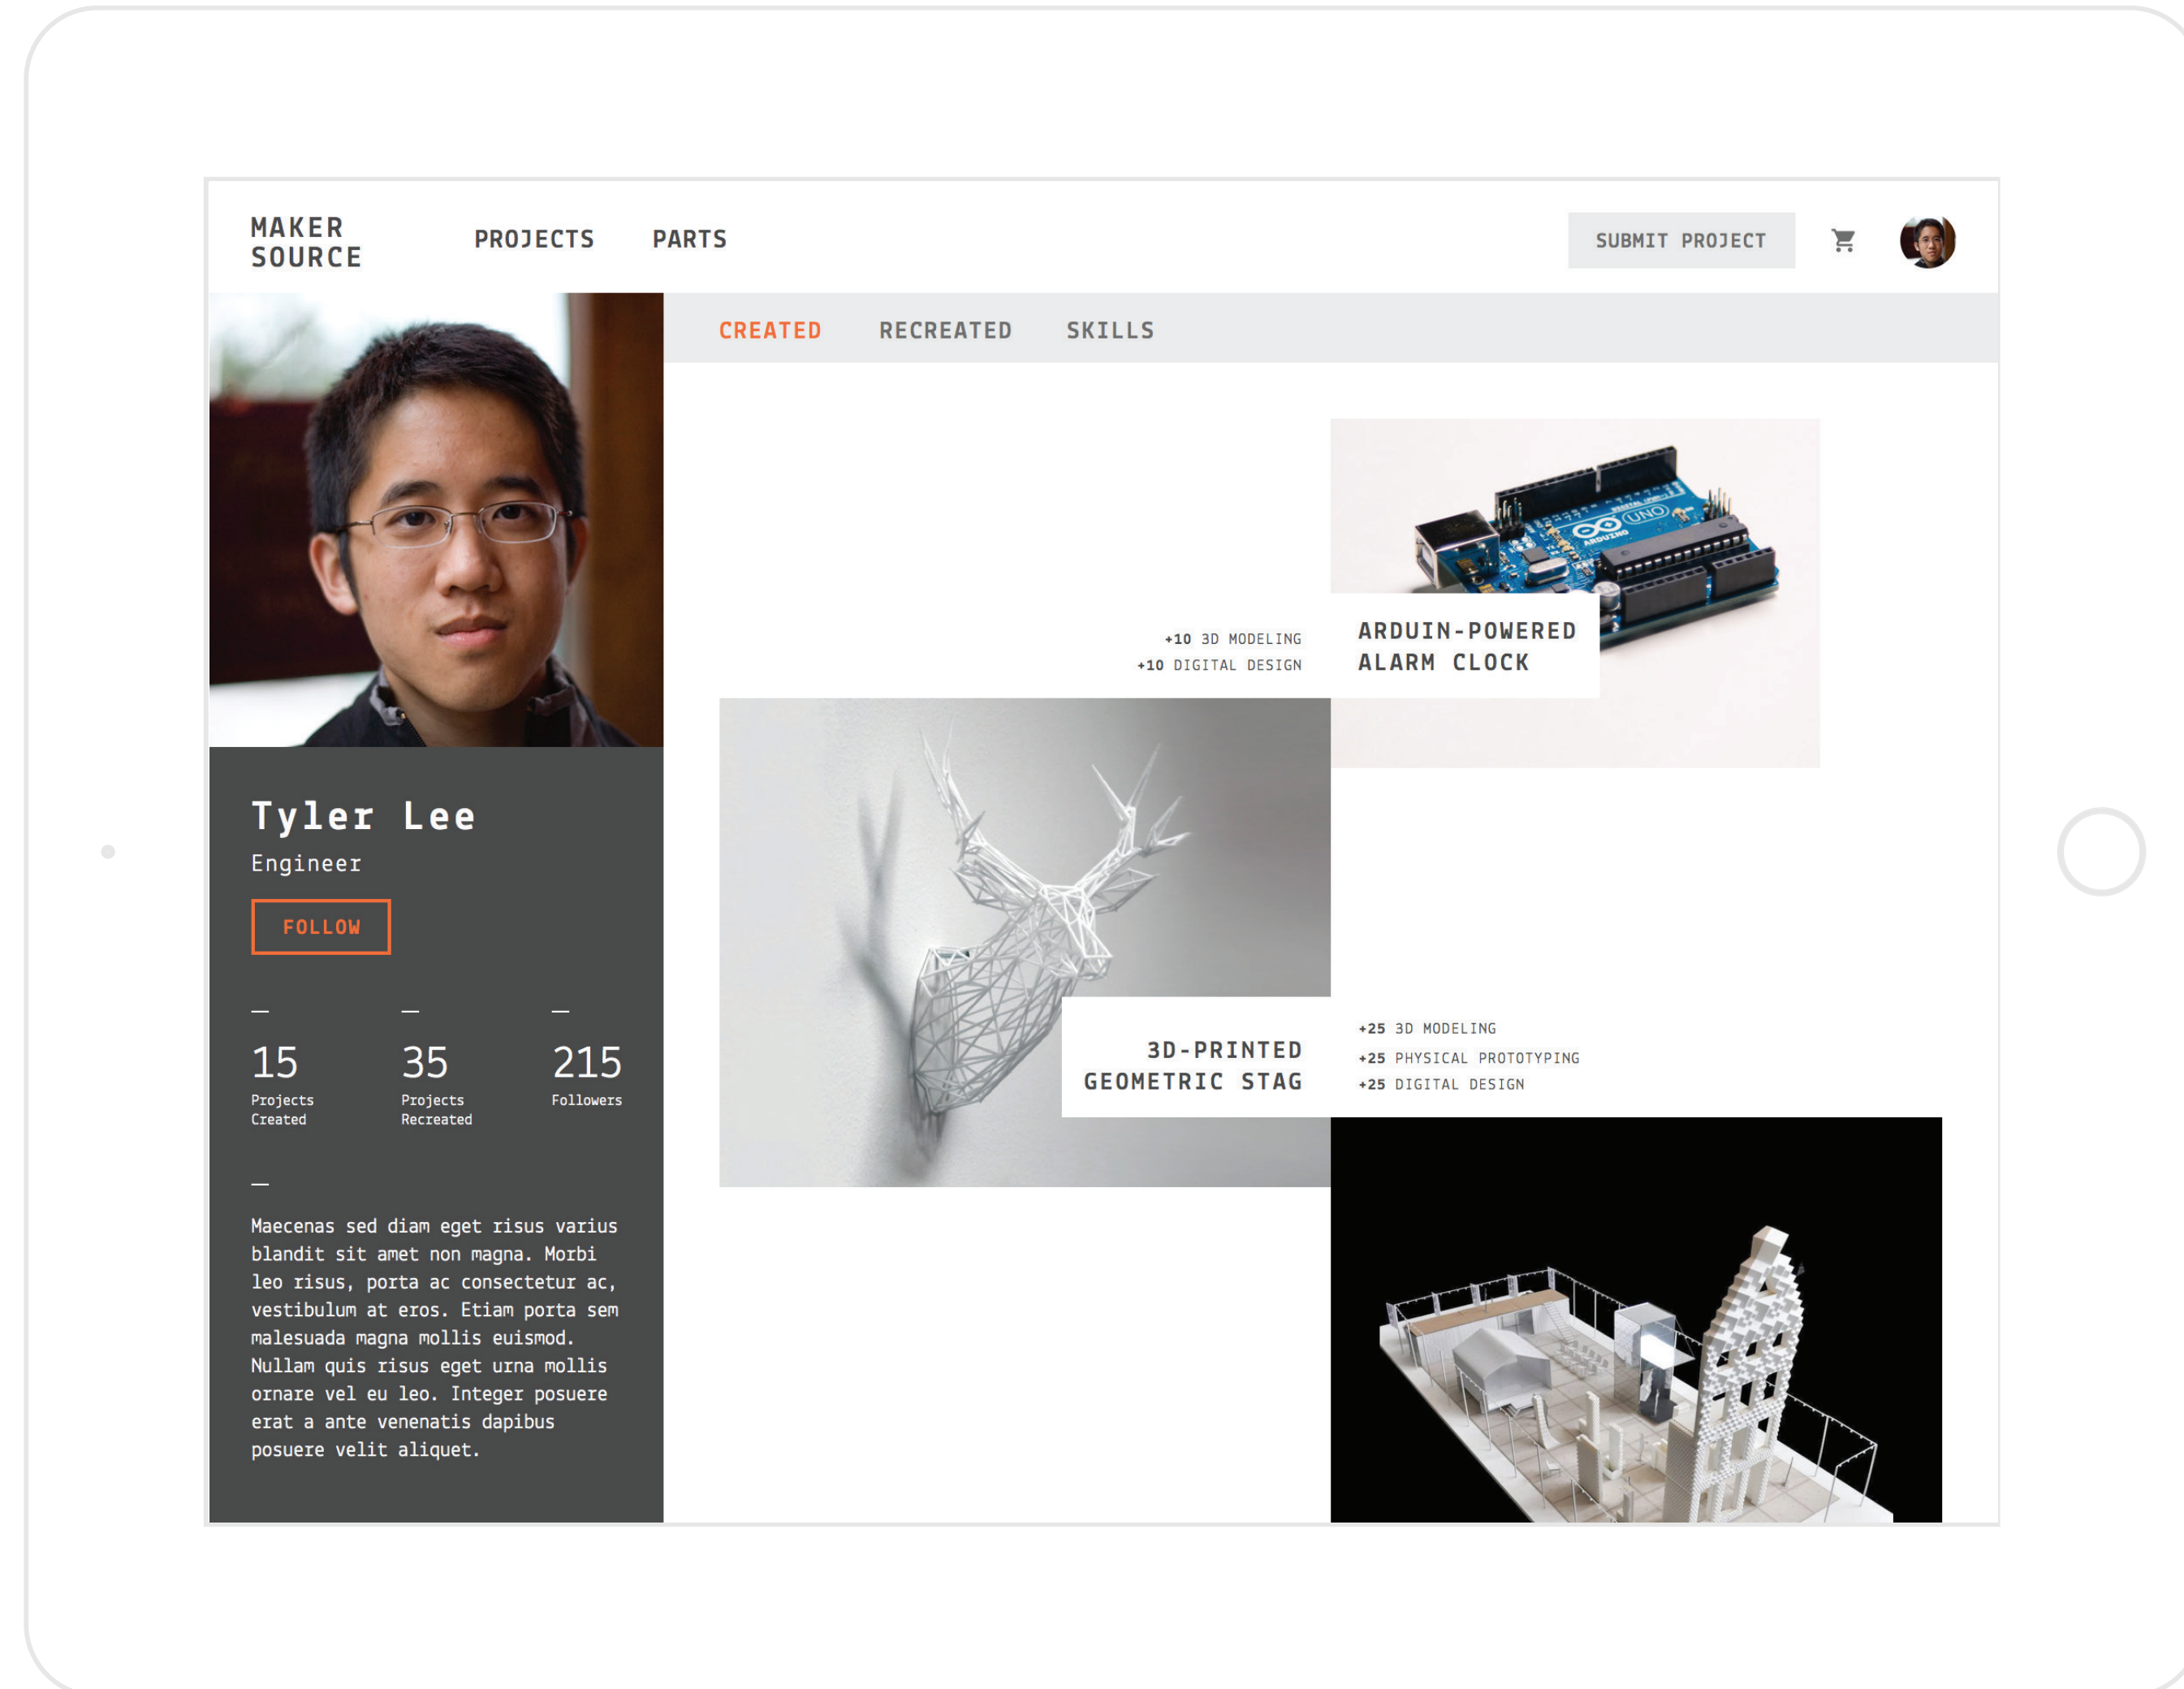 MAKER
SOURCE
PROJECTS
PARTS
SUBMIT PROJECT
CREATED
RECREATED
SKILLS
ARDUINO
UNO
+10 3D MODELING
+10 DIGITAL DESIGN
ARDUIN-POWERED
ALARM CLOCK
Tyler Lee
Engineer
FOLLOW
15
Projects
Created
35
Projects
Recreated
215
Followers
Maecenas sed diam eget risus varius
blandit sit amet non magna. Morbi
leo risus, porta ac consectetur ac,
vestibulum at eros. Etiam porta sem
malesuada magna mollis euismod.
Nullam quis risus eget urna mollis
ornare vel eu leo. Integer posuere
erat a ante venenatis dapibus
posuere velit aliquet.
3D-PRINTED
GEOMETRIC STAG
+25 3D MODELING
+25 PHYSICAL PROTOTYPING
+25 DIGITAL DESIGN